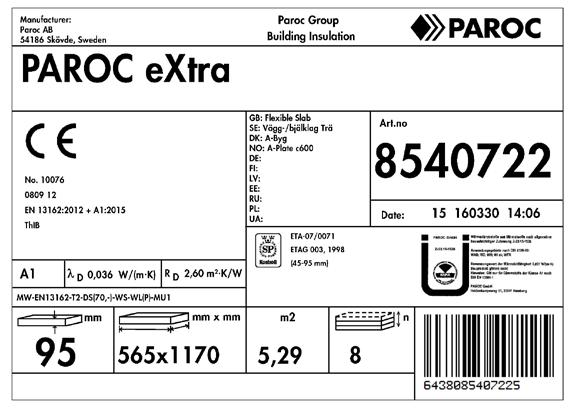 Manufacturer:
Paroc AB
54186 Skövde, Sweden
Paroc Group
Building Insulation
PAROC
PAROC eXtra
CE
No. 10076
0809 12
EN 13162:2012 + A1:2015
ThIB
GB: Flexible Slab
SE: Vägg-/bjälklag Trä
DK: A-Byg
NO: A-Plate c600
DE:
FI:
LV:
EE:
RU:
PL:
UA:
Art.no
8540722
Date: 15 160330 14:06
SP
Kontroll
ETA-07/0071
ETAG 003, 1998
(45-95 mm)
PAROC GmbH
A1
λ D 0,036 W/(m·K)
R D 2,60 m²·K/W
MW-EN13162-T2-DS(70,-)-WS-WL(P)-MU1
mm
95
mm x mm
565x1170
m2
5,29
n
8
6438085407225